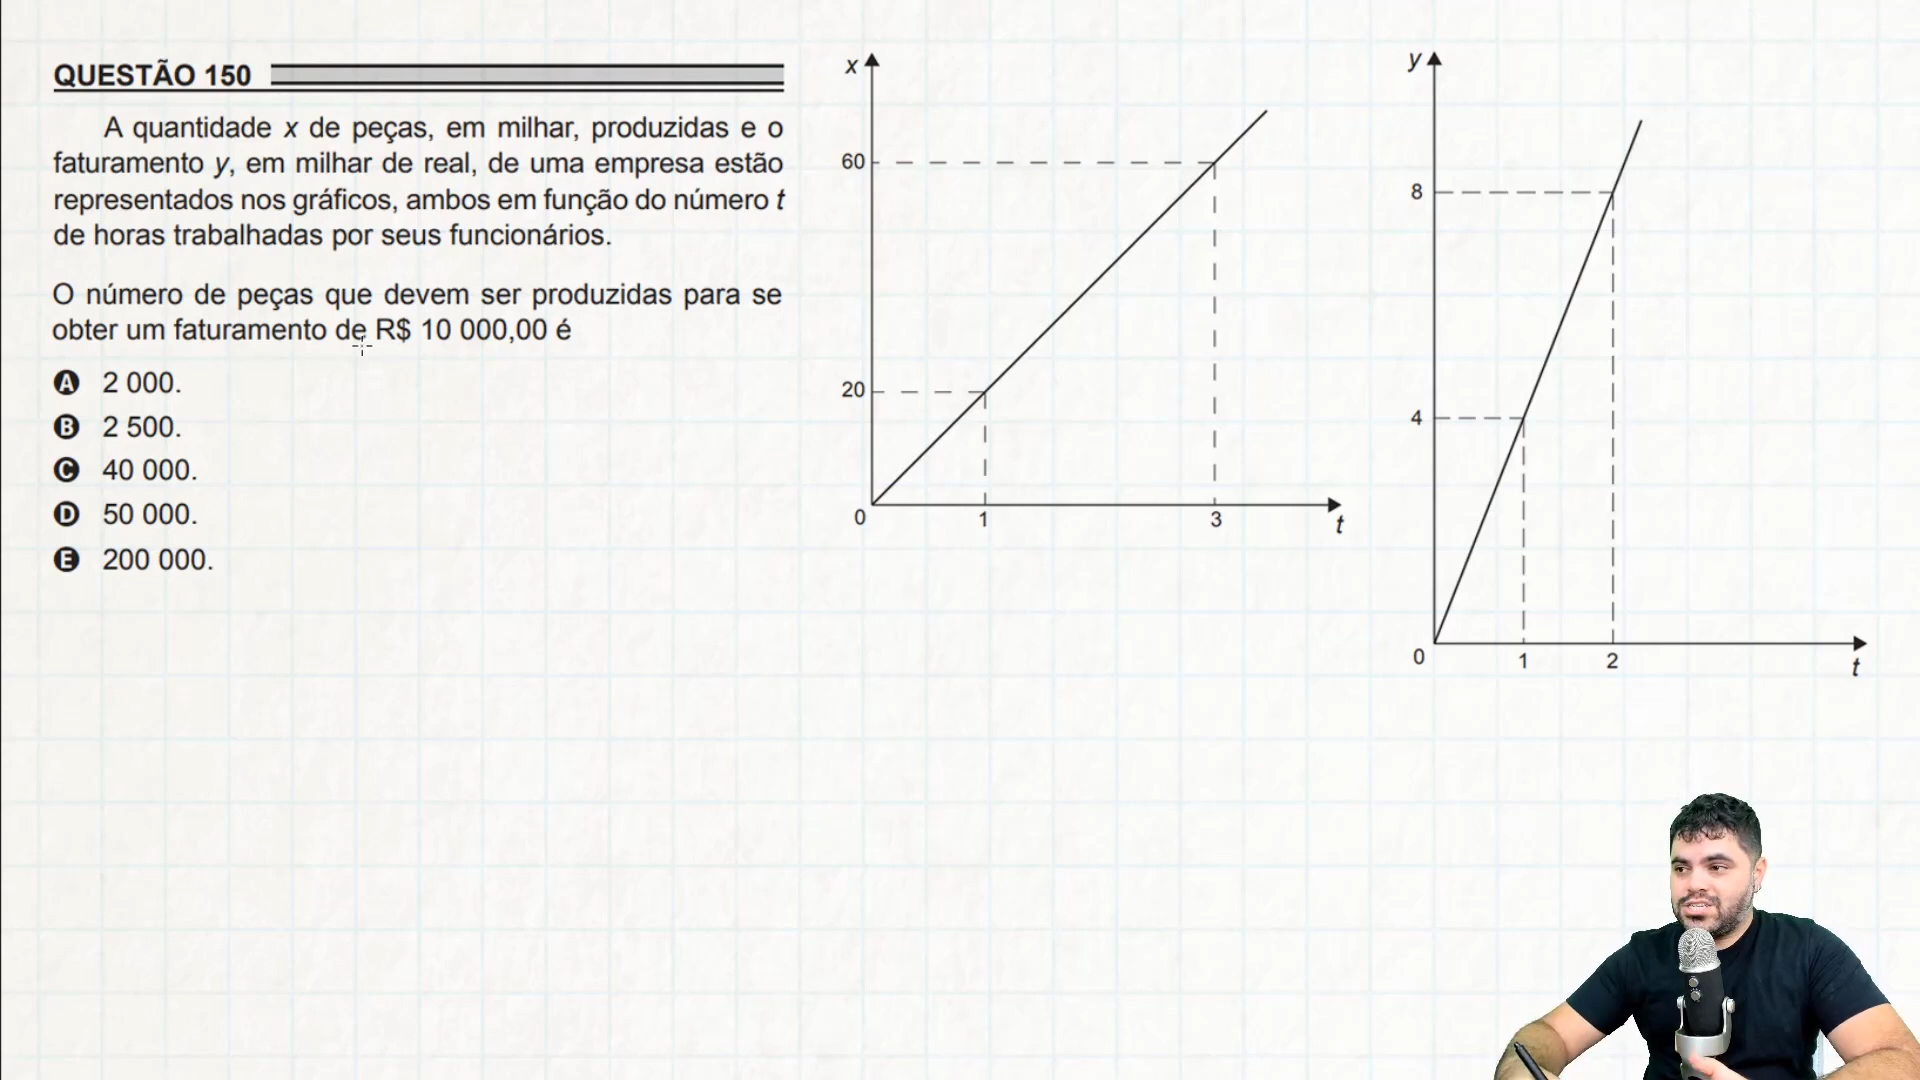 QUESTÃO 150
A quantidade x de peças, em milhar, produzidas e o
faturamento y, em milhar de real, de uma empresa estão
representados nos gráficos, ambos em função do número t
de horas trabalhadas por seus funcionários.
O número de peças que devem ser produzidas para se
obter um faturamento de R$ 10 000,00 é
A 2 000.
B 2 500.
C 40 000.
D 50 000.
E 200 000.
x
60
20
0
1
3
t
y
8
4
0
1
2
t